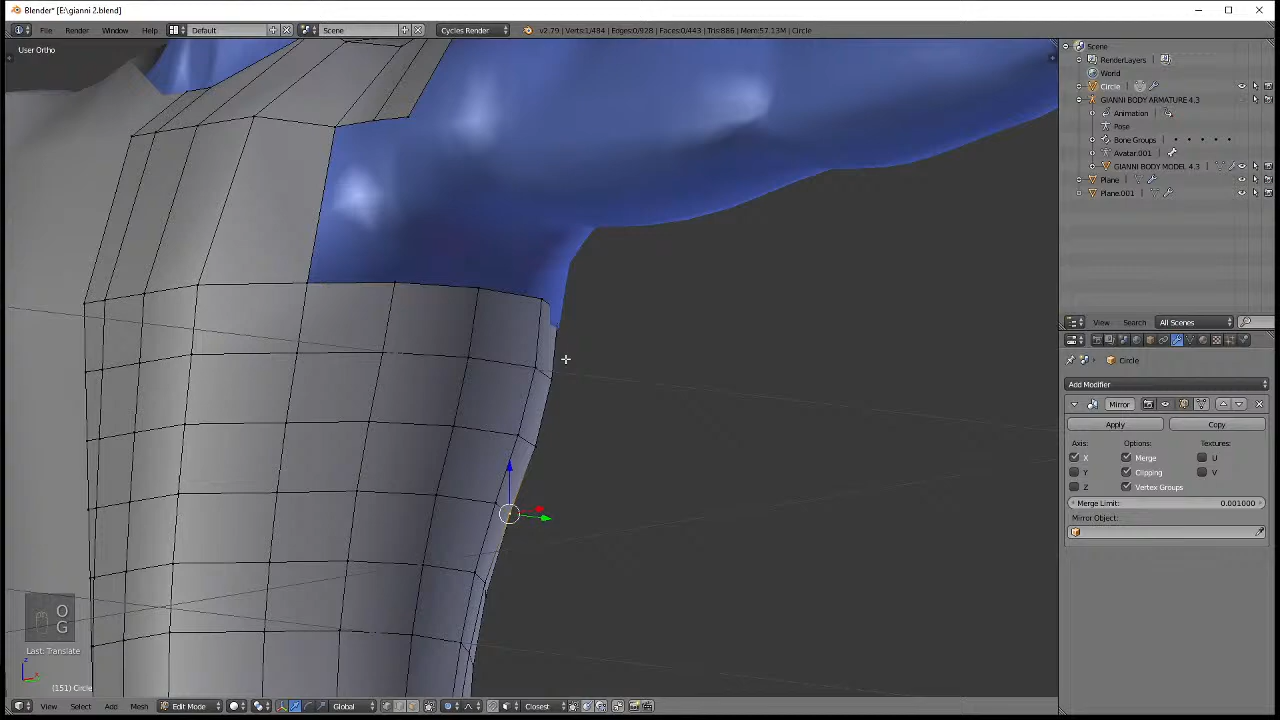 Blender* [E:\gianni 2.blend]
File Render Window Help Default Scene Cycles Render v2.79 | Verts:1/484 | Edges:0/928 | Faces:0/443 | Tris:886 | Mem:57.13M | Circle
User Ortho
Scene
RenderLayers
World
Circle
GIANNI BODY ARMATURE 4.3
Animation
Pose
Bone Groups
Avatar.001
GIANNI BODY MODEL 4.3
Plane
Plane.001
View Search All Scenes
Circle
Add Modifier
Mirror
Apply Copy
Axis: Options: Textures:
X Merge U
Y Clipping V
Z Vertex Groups
Merge Limit: 0.001000
Mirror Object:
O
G
Last: Translate
z
x
(151) Circle
View Select Add Mesh Edit Mode Global Closest